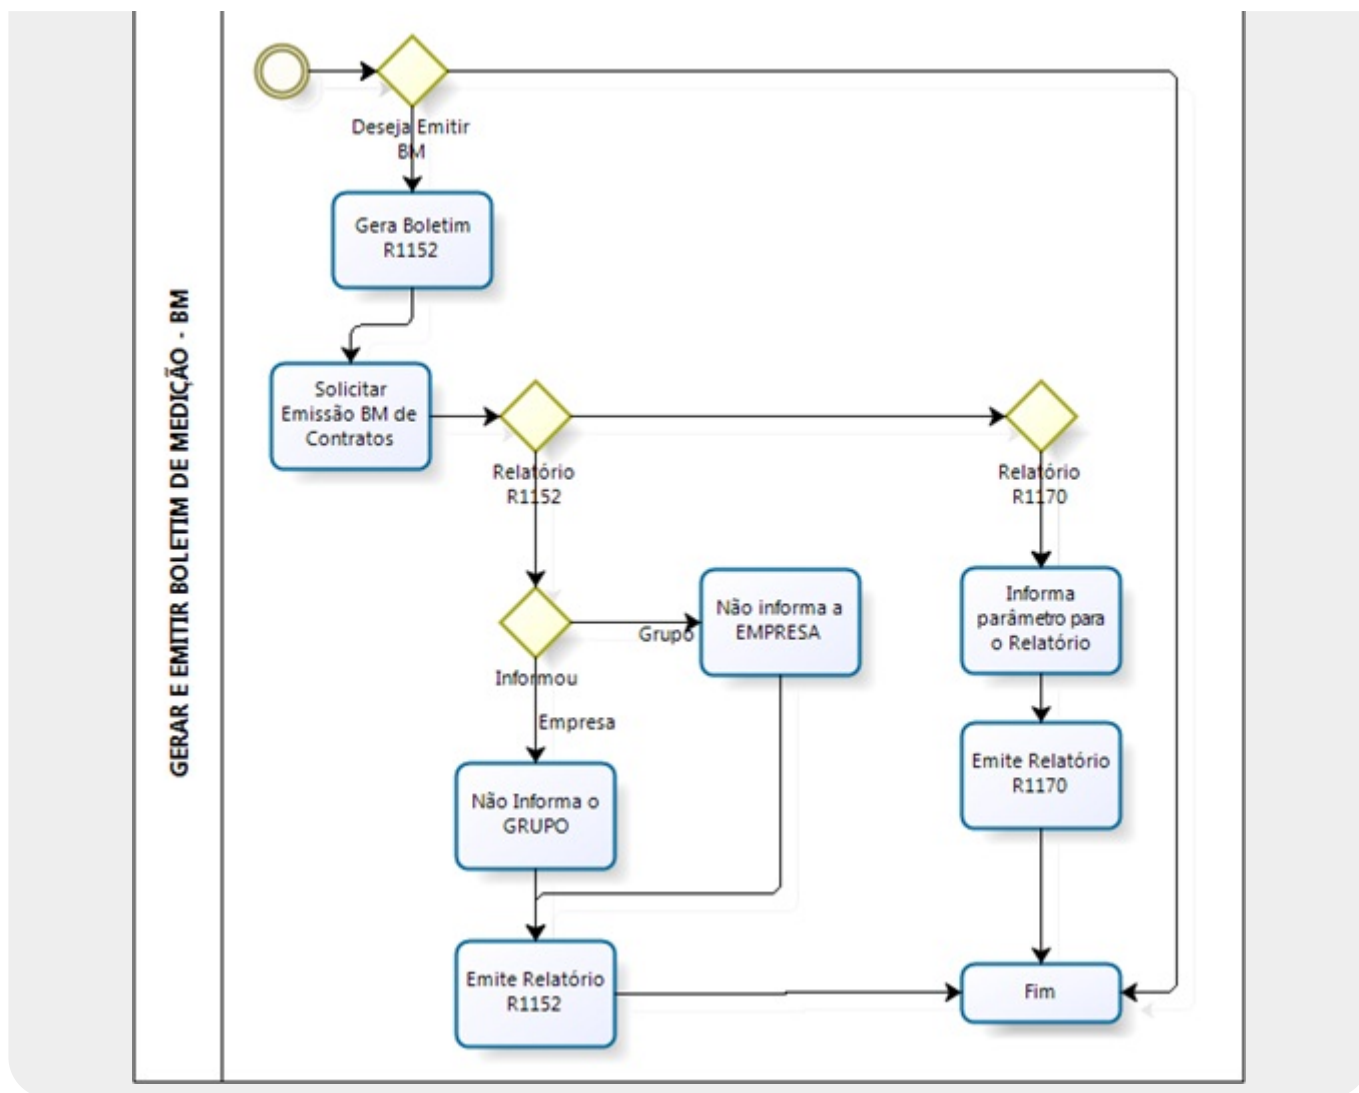 GERAR E EMITIR BOLETIM DE MEDIÇÃO - BM
Deseja Emitir
BM
Gera Boletim
R1152
Solicitar
Emissão BM de
Contratos
Relatório
R1152
Relatório
R1170
Informou
Grupo
Empresa
Não informa a
EMPRESA
Informa
parâmetro para
o Relatório
Não Informa o
GRUPO
Emite Relatório
R1170
Emite Relatório
R1152
Fim